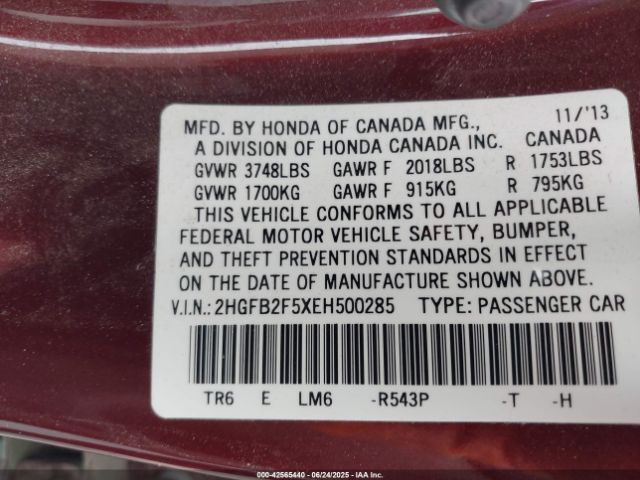 11/'13
MFD. BY HONDA OF CANADA MFG.,
A DIVISION OF HONDA CANADA INC. CANADA
GVWR 3748LBS GAWR F 2018LBS R 1753LBS
GVWR 1700KG GAWR F 915KG R 795KG
THIS VEHICLE CONFORMS TO ALL APPLICABLE
FEDERAL MOTOR VEHICLE SAFETY, BUMPER,
AND THEFT PREVENTION STANDARDS IN EFFECT
ON THE DATE OF MANUFACTURE SHOWN ABOVE.
V.I.N.: 2HGFB2F5XEH500285 TYPE: PASSENGER CAR
TR6 E LM6 -R543P -T -H
000-42565440 - 06/24/2025 - IAA Inc.